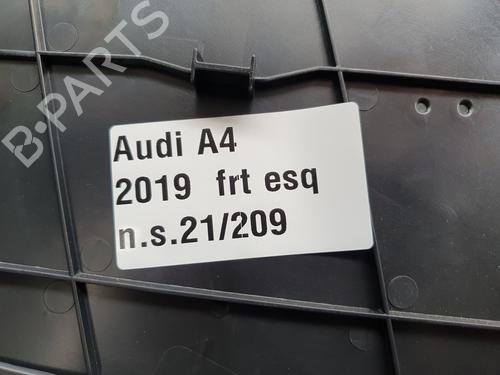 B-PARTS
Audi A4
2019 frt esq
n.s.21/209